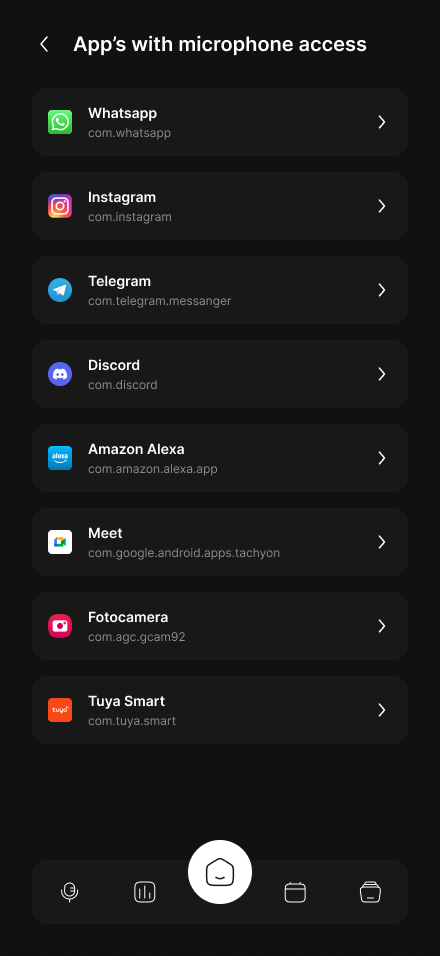 App’s with microphone access
Whatsapp
com.whatsapp
Instagram
com.instagram
Telegram
com.telegram.messanger
Discord
com.discord
alexa
Amazon Alexa
com.amazon.alexa.app
Meet
com.google.android.apps.tachyon
Fotocamera
com.agc.gcam92
tuya
Tuya Smart
com.tuya.smart